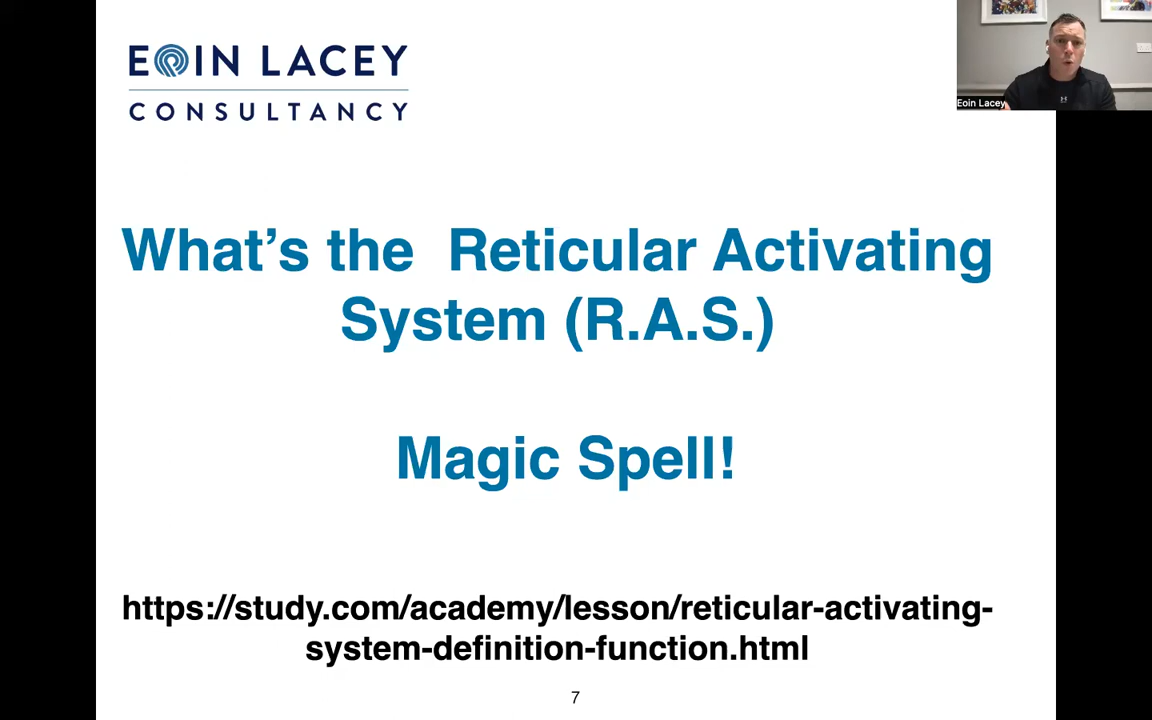 EOIN LACEY
CONSULTANCY
Eoin Lacey
What's the  Reticular Activating
System (R.A.S.)
Magic Spell!
https://study.com/academy/lesson/reticular-activating-
system-definition-function.html
7